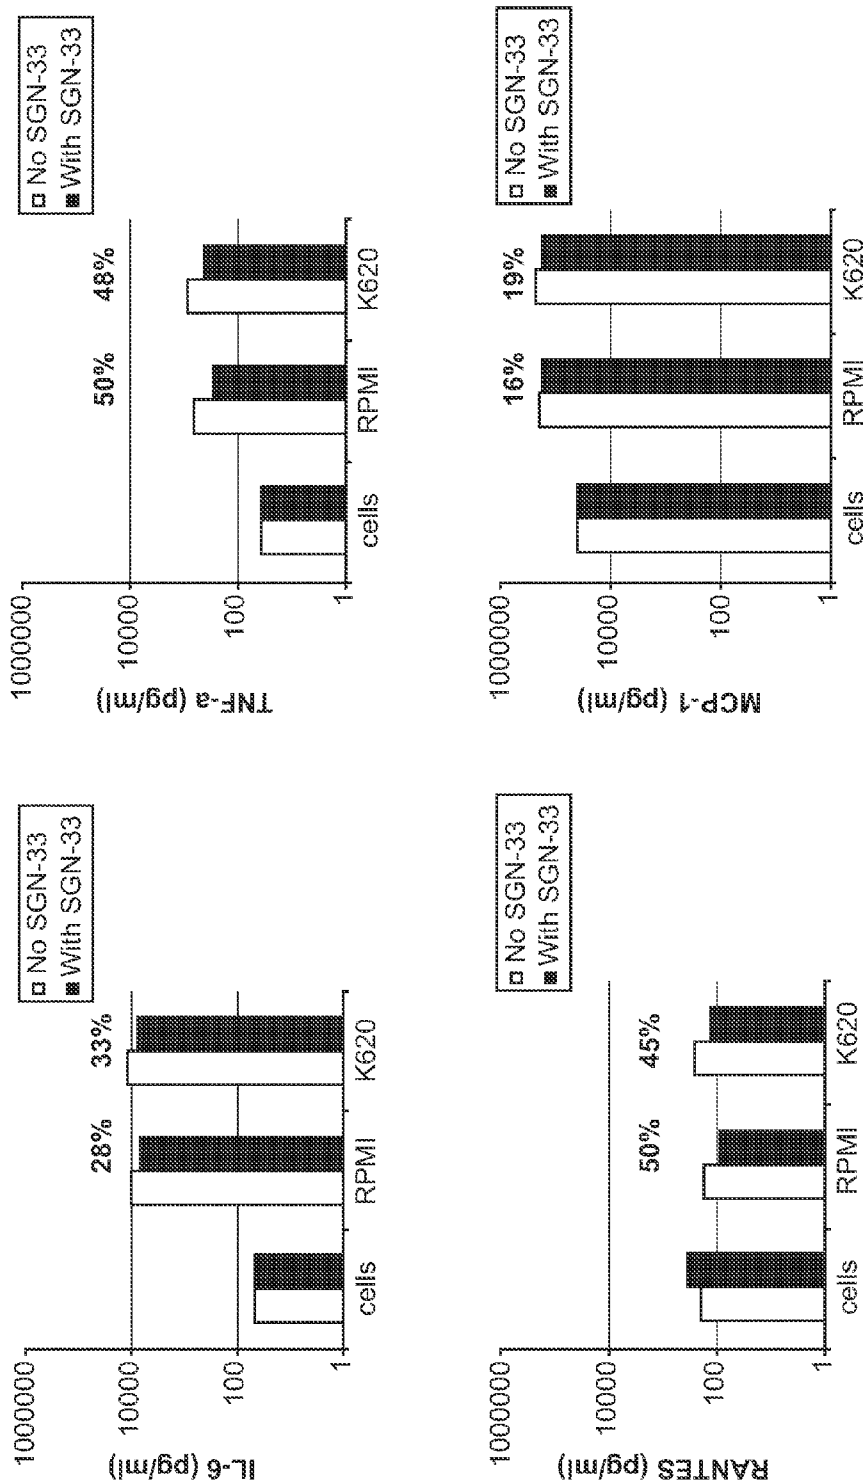 IL-6 (pg/ml)
1000000
10000
100
1
□ No SGN-33
■ With SGN-33
28%
33%
cells
RPMI
K620
TNF-a (pg/ml)
1000000
10000
100
1
□ No SGN-33
■ With SGN-33
50%
48%
cells
RPMI
K620
RANTES (pg/ml)
1000000
10000
100
1
□ No SGN-33
■ With SGN-33
50%
45%
cells
RPMI
K620
MCP-1 (pg/ml)
1000000
10000
100
1
□ No SGN-33
■ With SGN-33
16%
19%
cells
RPMI
K620